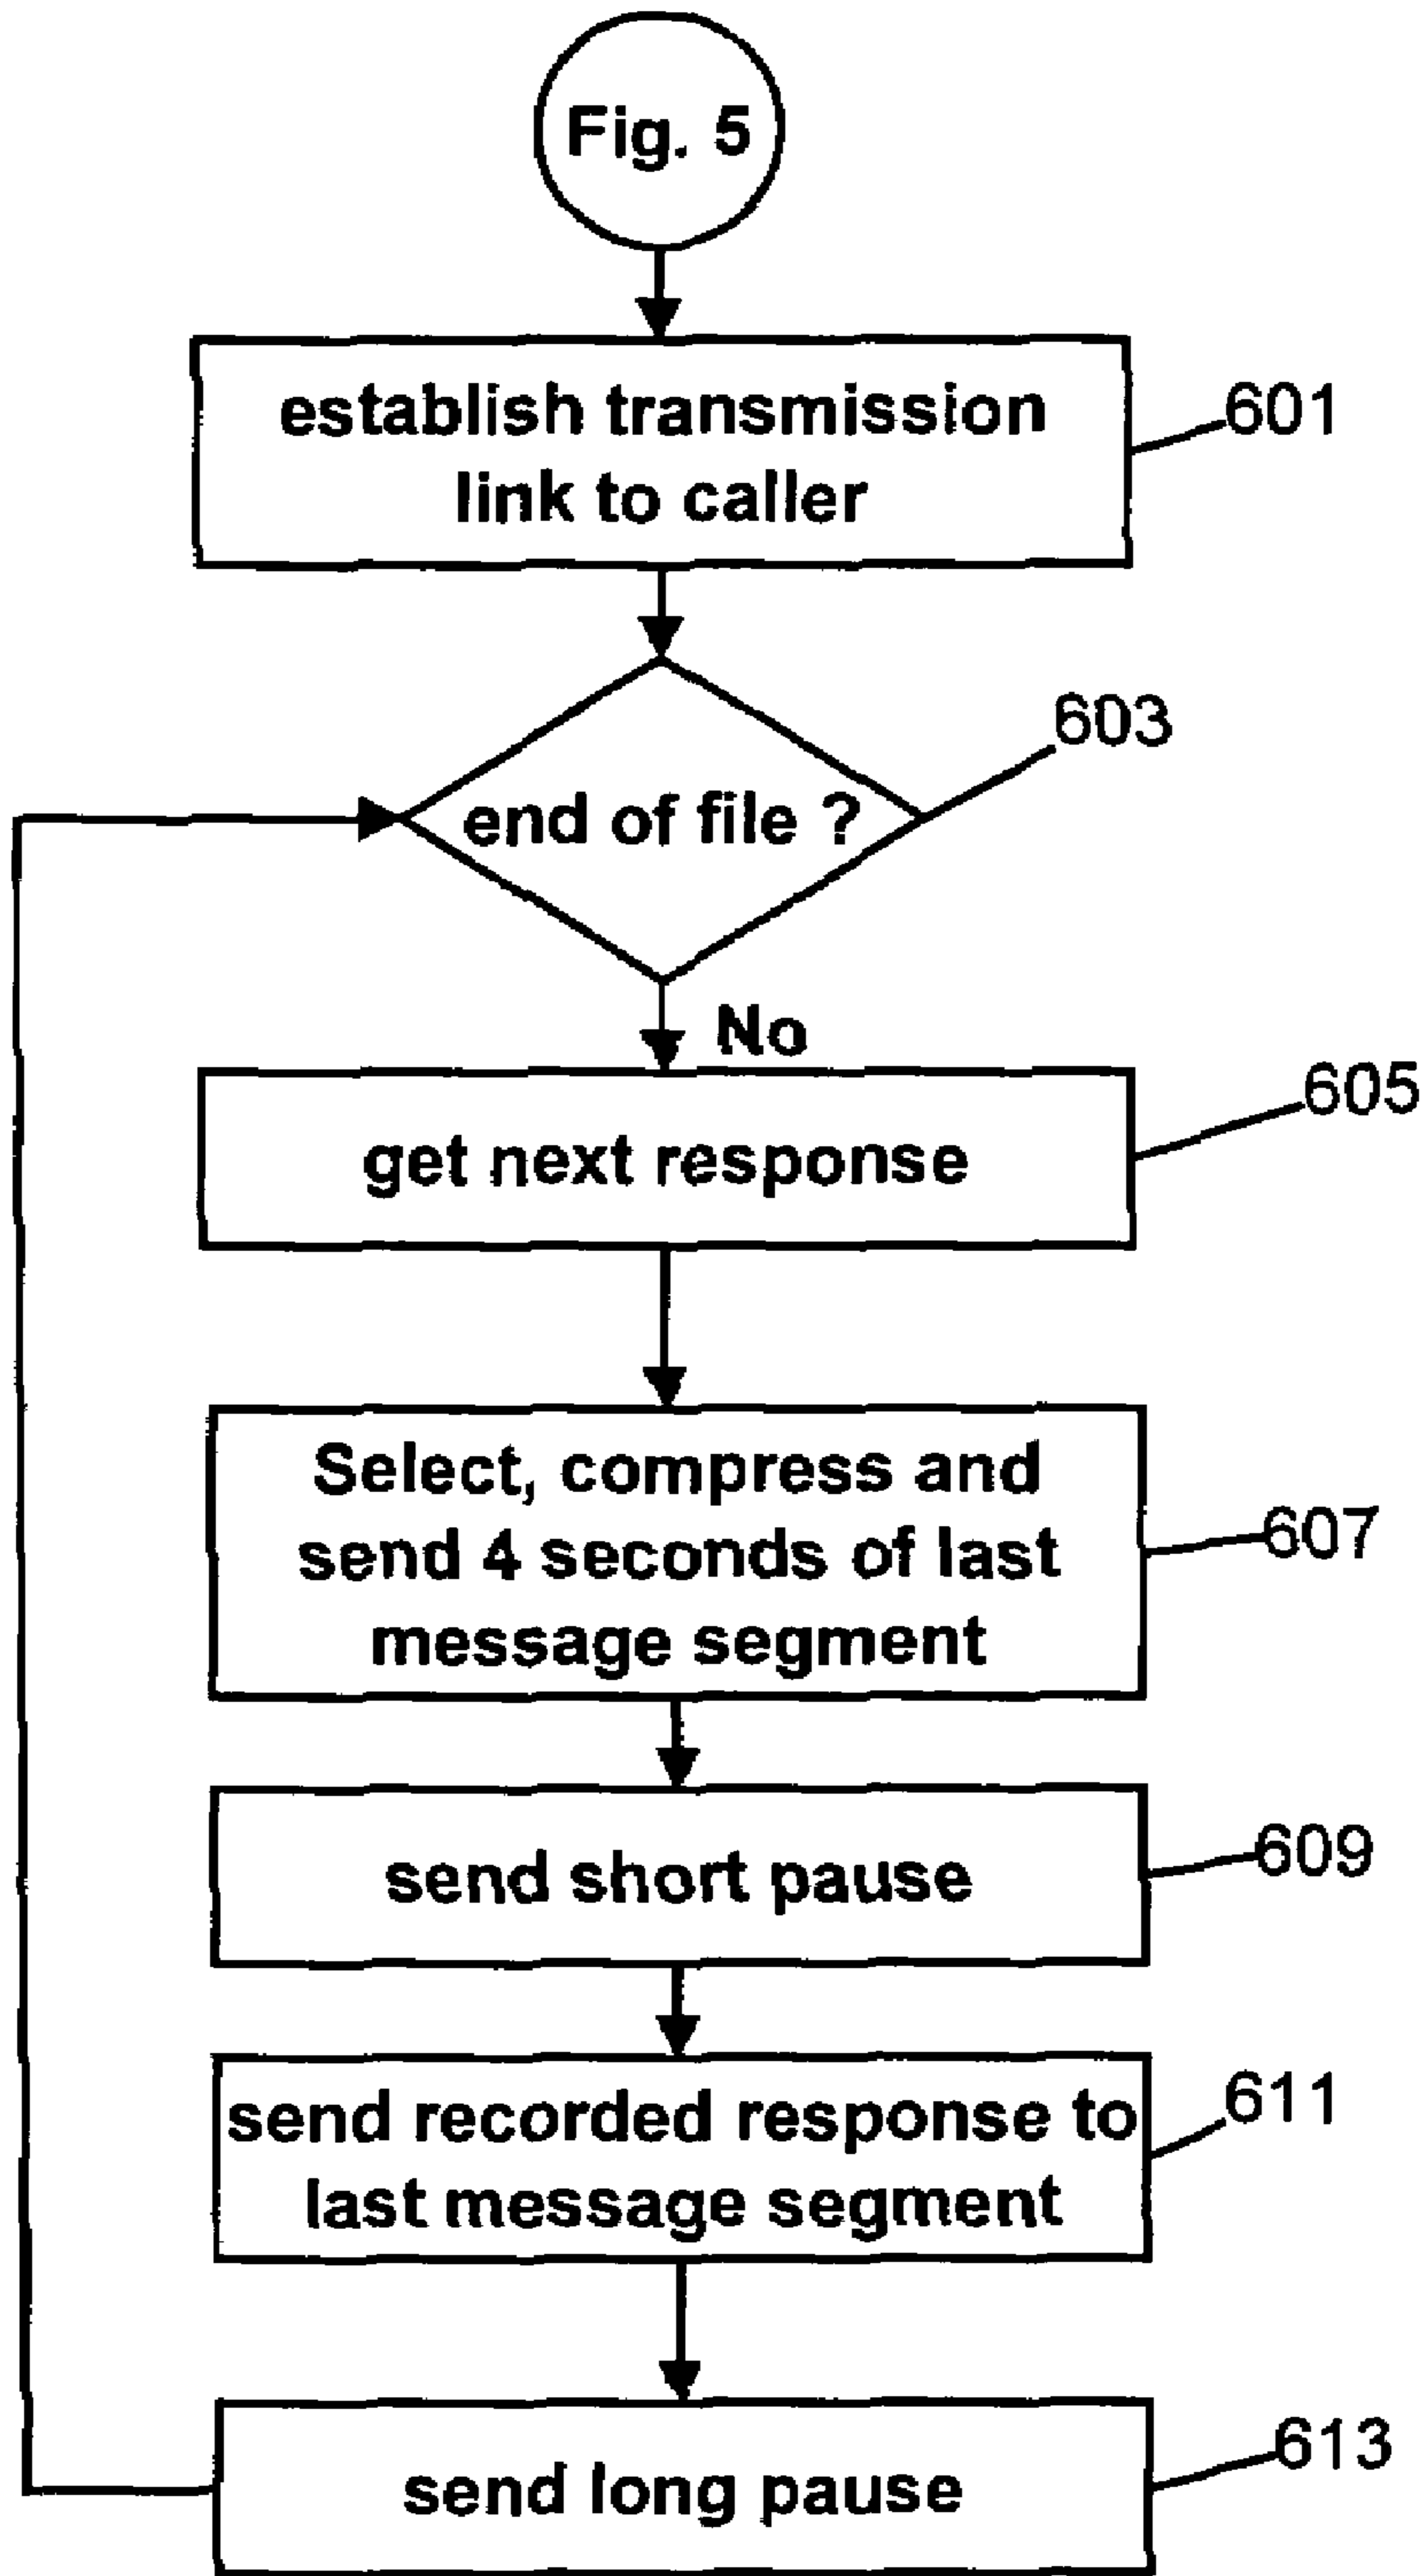 Fig. 5
establish transmission
link to caller
601
end of file ?
603
No
get next response
605
Select, compress and
send 4 seconds of last
message segment
607
send short pause
609
send recorded response to
last message segment
611
send long pause
613